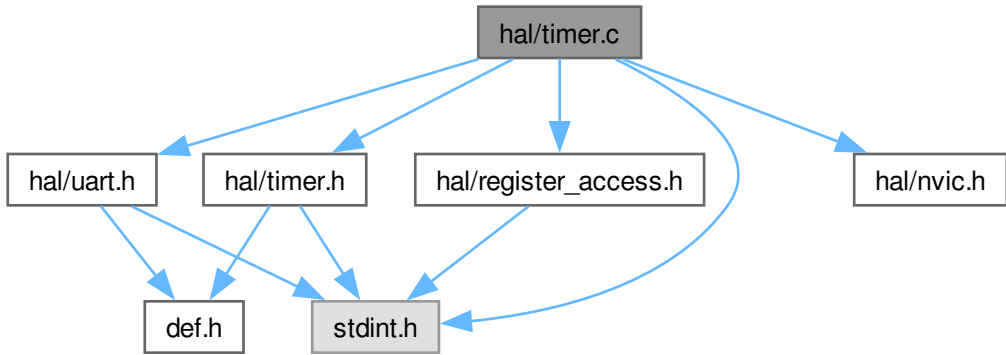 hal/timer.c
hal/uart.h
hal/timer.h
hal/register_access.h
hal/nvic.h
def.h
stdint.h